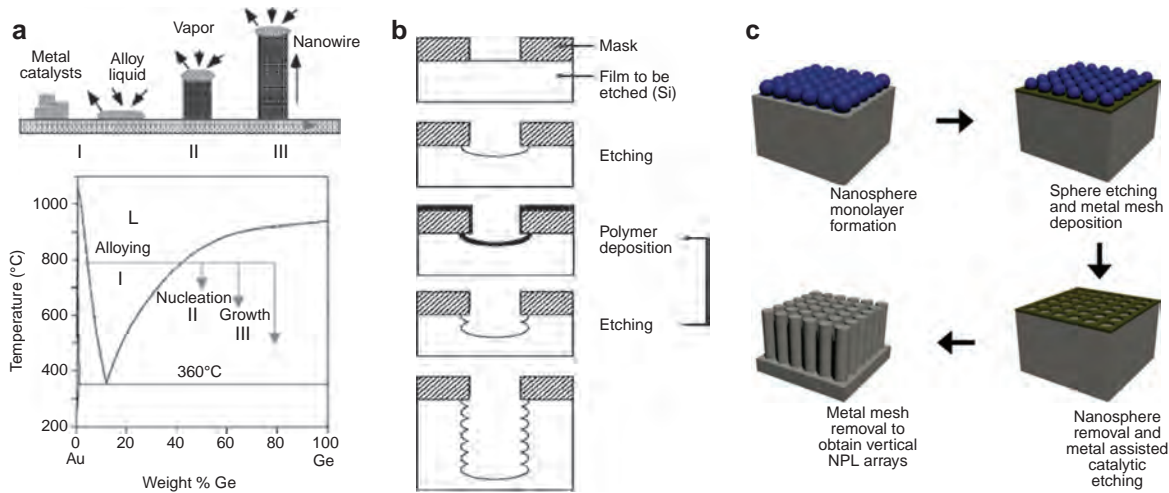 a
Metal
catalysts
Alloy
liquid
Vapor
Nanowire
I
II
III
Temperature (°C)
1000
800
600
400
200
L
Alloying
I
Nucleation
II
Growth
III
360°C
0
20
40
60
80
100
Au
Ge
Weight % Ge
b
Mask
Film to be
etched (Si)
Etching
Polymer
deposition
Etching
c
Nanosphere
monolayer
formation
Sphere etching
and metal mesh
deposition
Metal mesh
removal to
obtain vertical
NPL arrays
Nanosphere
removal and
metal assisted
catalytic
etching